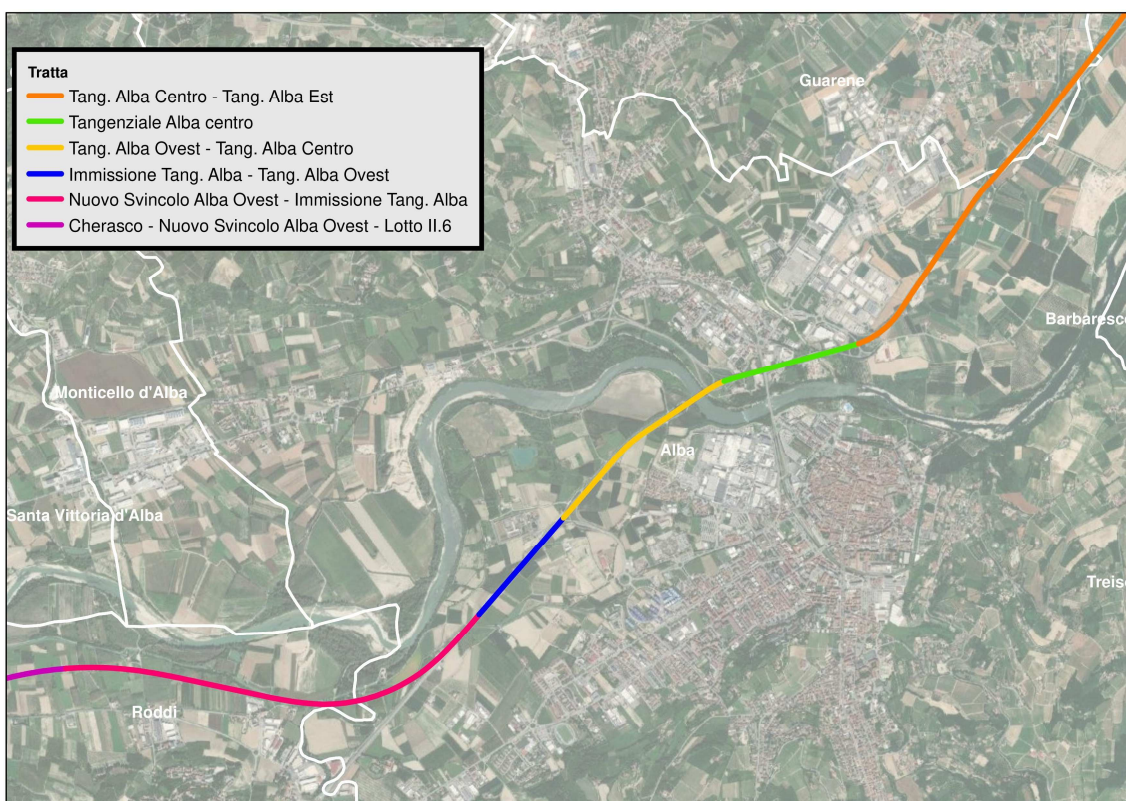 Tratta
Tang. Alba Centro - Tang. Alba Est
Tangenziale Alba centro
Tang. Alba Ovest - Tang. Alba Centro
Immissione Tang. Alba - Tang. Alba Ovest
Nuovo Svincolo Alba Ovest - Immissione Tang. Alba
Cherasco - Nuovo Svincolo Alba Ovest - Lotto II.6
Guarene
Barbaresco
Monticello d'Alba
Alba
Santa Vittoria d'Alba
Treiso
Roddi